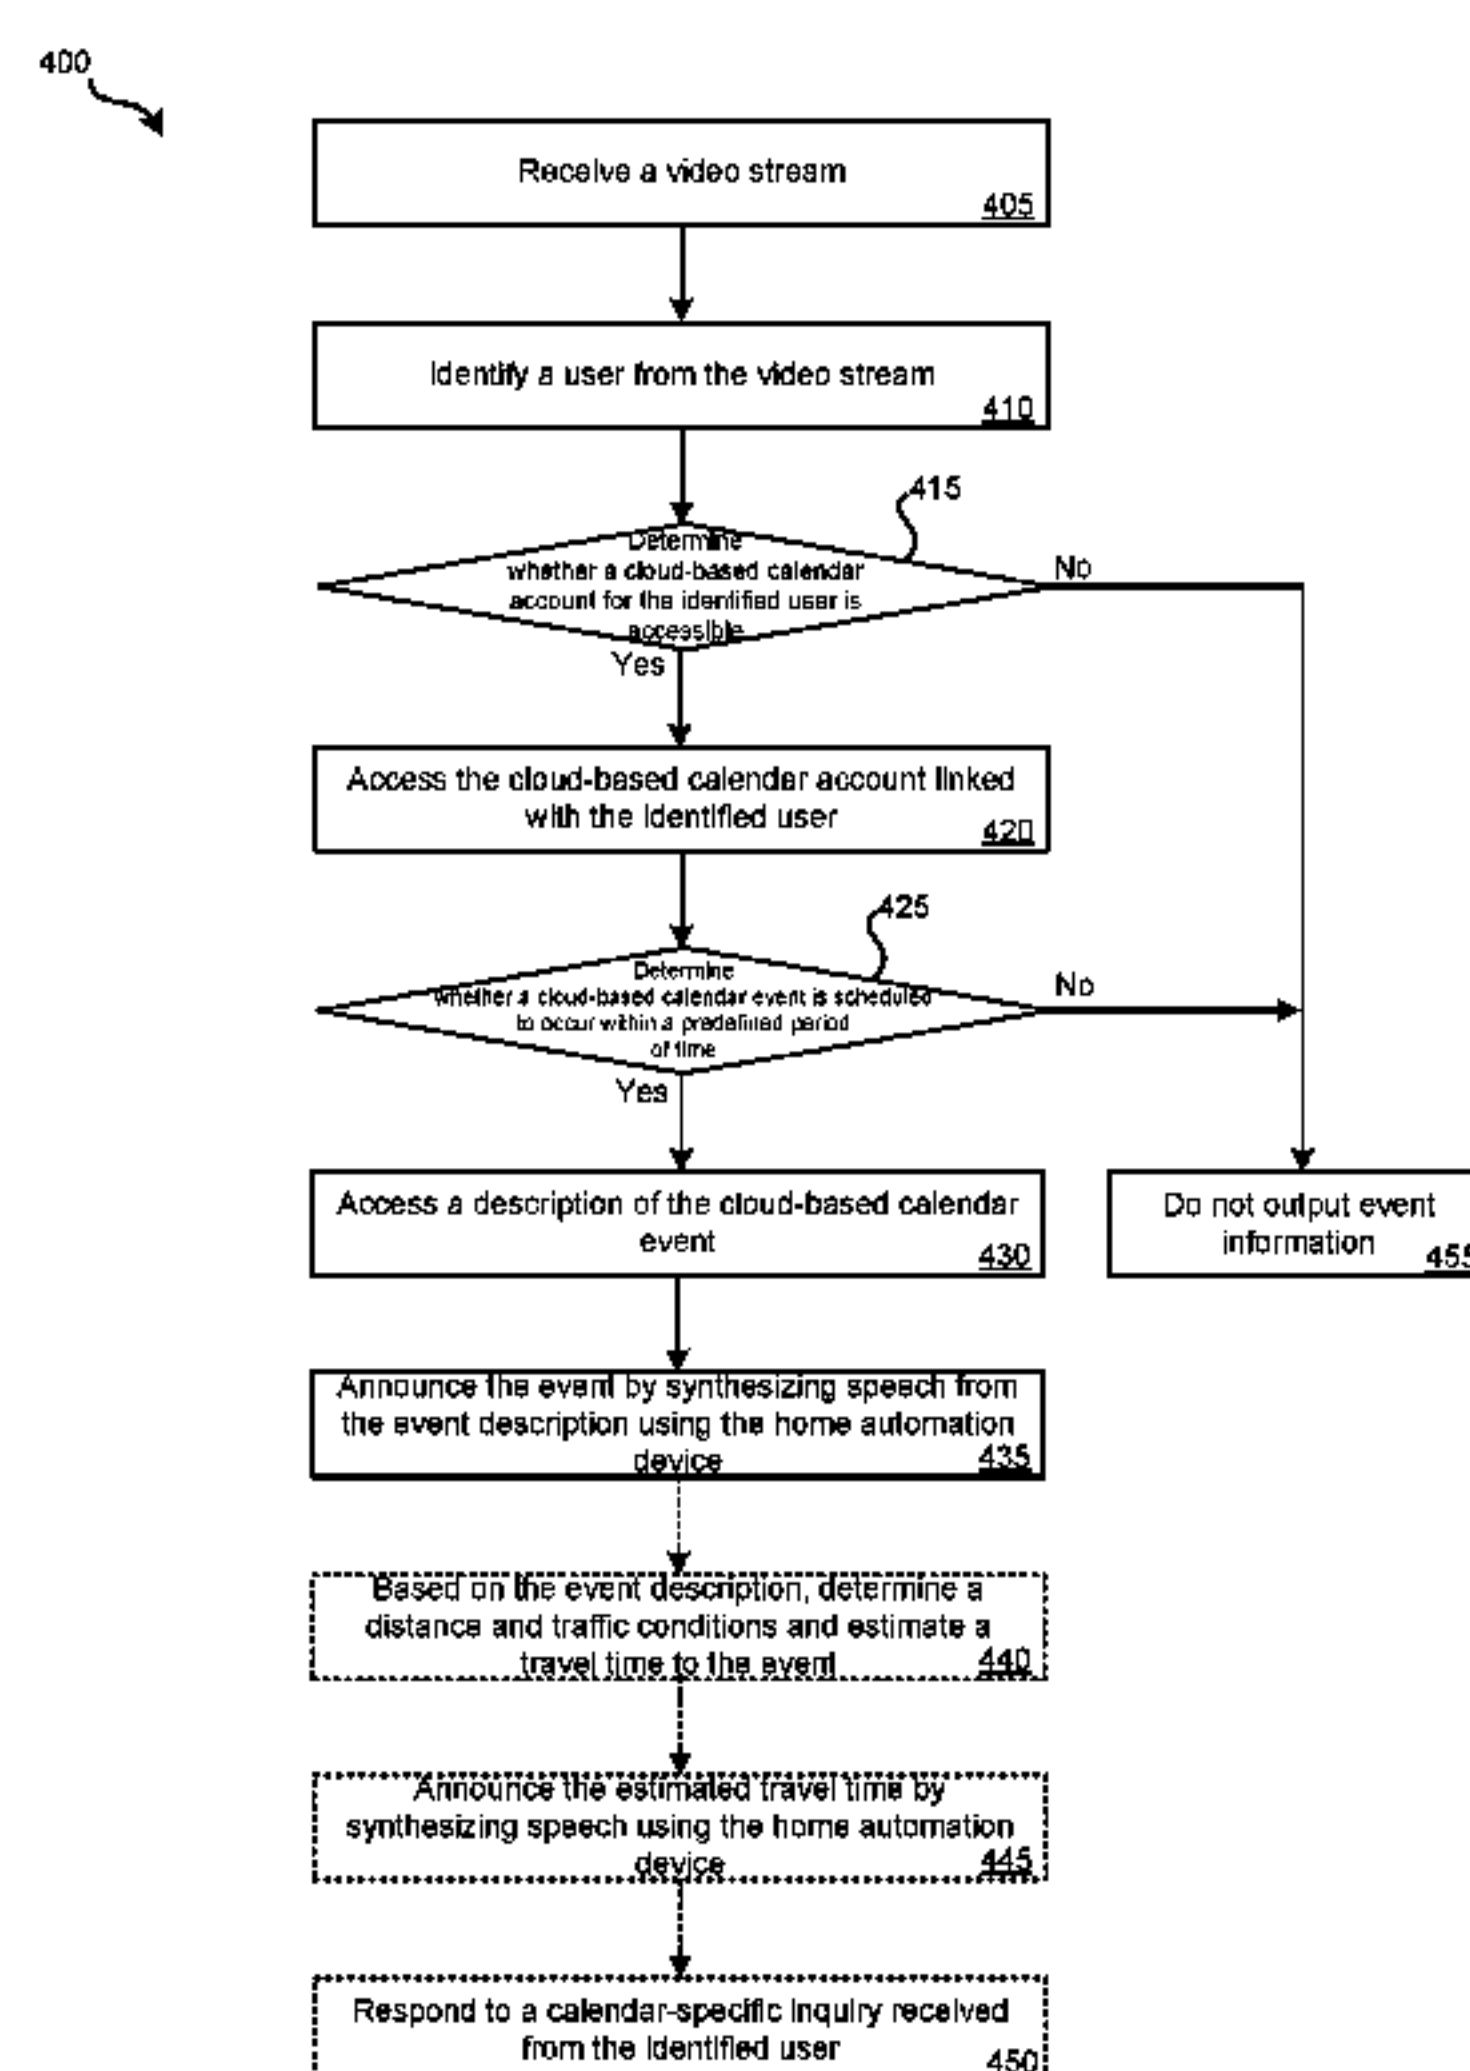 400
Receive a video stream
405
Identify a user from the video stream
410
415
Determine
whether a cloud-based calendar
account for the identified user is
accessible
No
Yes
Access the cloud-based calendar account linked
with the identified user
420
425
Determine
whether a cloud-based calendar event is scheduled
to occur within a predefined period
of time
No
Yes
Access a description of the cloud-based calendar
event
430
Do not output event
information
455
Announce the event by synthesizing speech from
the event description using the home automation
device
435
Based on the event description, determine a
distance and traffic conditions and estimate a
travel time to the event
440
Announce the estimated travel time by
synthesizing speech using the home automation
device
445
Respond to a calendar-specific inquiry received
from the identified user
450